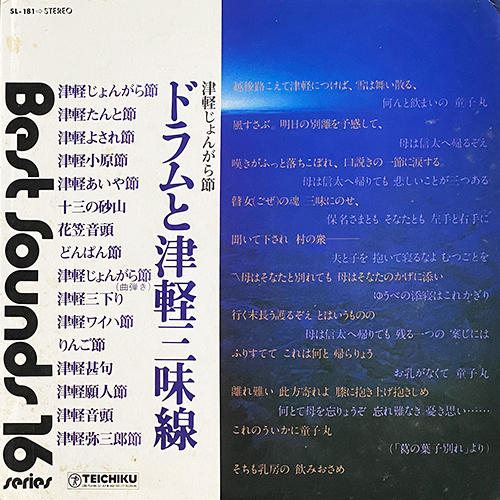 SL-181⇨STEREO
Best Sounds 16
series
津軽じょんがら節
津軽たんと節
津軽よされ節
津軽小原節
津軽あいや節
十三の砂山
花笠音頭
どんぱん節
津軽じょんがら節
(曲弾き)
津軽三下り
津軽ワイハ節
りんご節
津軽甚句
津軽願人節
津軽音頭
津軽弥三郎節
TEICHIKU
津軽じょんがら節
ドラムと津軽三味線
越後路こえて津軽につけば、雪は舞い散る、
何んと飲まいの 童子丸
風すさぶ。明日の別離を予感して、
母は信太へ帰るぞえ
嘆きがふっと落ちこぼれ、口説きの一節に涙する。
母は信太へ帰りても 悲しいことが三つある
瞽女(ごぜ)の魂 三味にのせ、
保名さまとも そなたとも 左手と右手に
聞いて下され 村の衆――
夫と子を 抱いて寝るなよ むつごとを
〽母はそなたと別れても 母はそなたのかげに添い
ゆうべの添寝はこれかぎり
行く末長う護るぞえ とはいうものの
母は信太へ帰りても 残る一つの 案じには
ふりすてて これは何と 帰らりょう
お乳がなくて 童子丸
離れ難い 此方寄れよ 膝に抱き上げ抱きしめ
何とて母を忘りょうぞ 忘れ難なき 憂き思い……
これのういかに童子丸
(「葛の葉子別れ」より)
そちも乳房の 飲みおさめ